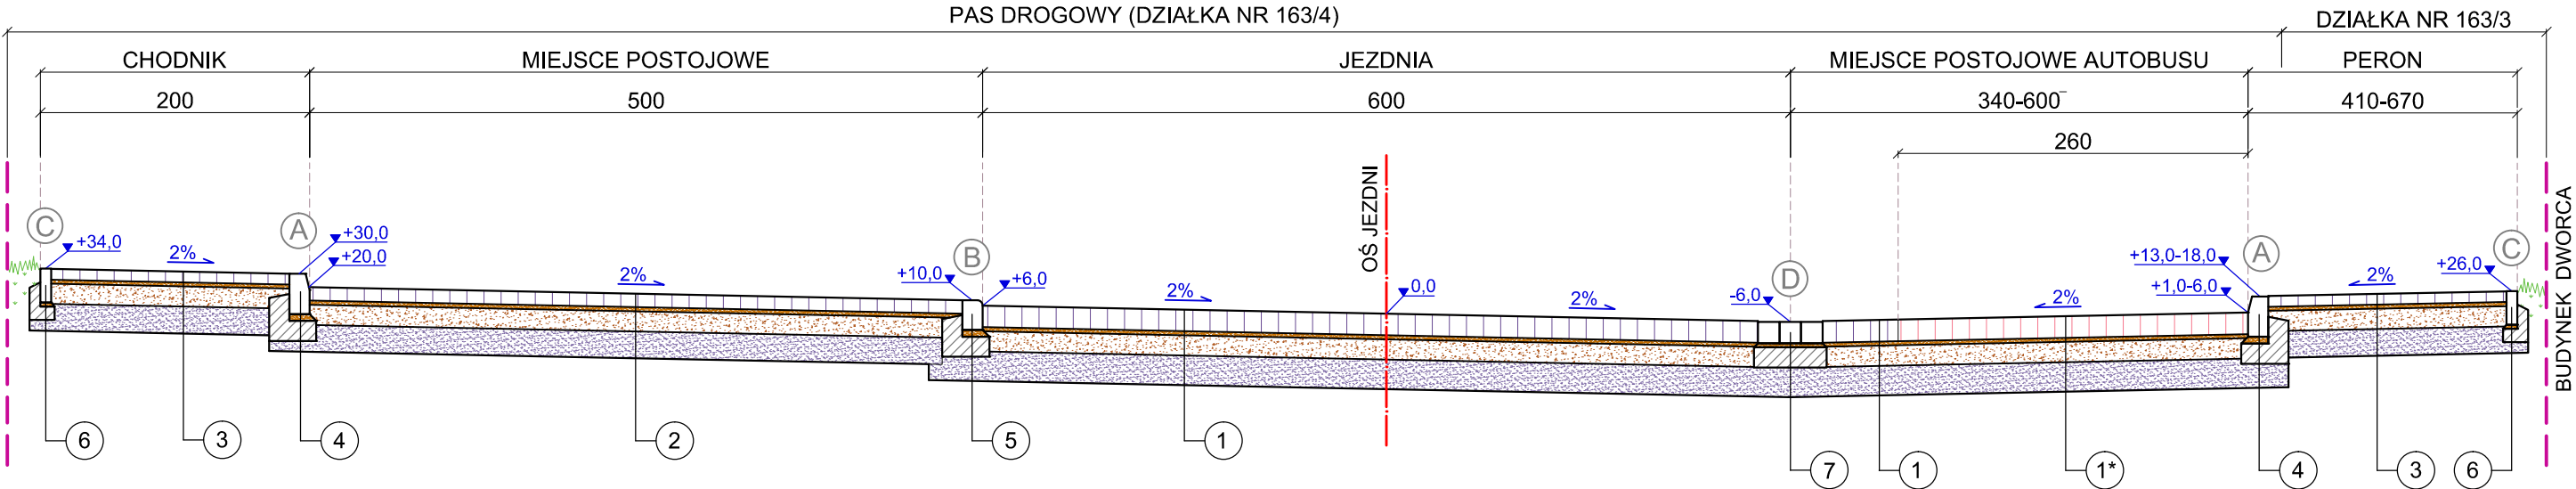 PAS DROGOWY (DZIAŁKA NR 163/4)
DZIAŁKA NR 163/3
CHODNIK
MIEJSCE POSTOJOWE
JEZDNIA
MIEJSCE POSTOJOWE AUTOBUSU
PERON
200
500
600
340-600
410-670
260
OŚ JEZDNI
BUDYNEK DWORCA
C
A
B
D
A
C
+34,0
2%
+30,0
+20,0
2%
+10,0
+6,0
2%
0,0
2%
-6,0
2%
+13,0-18,0
+1,0-6,0
2%
+26,0
6
3
4
2
5
1
7
1
1*
4
3
6